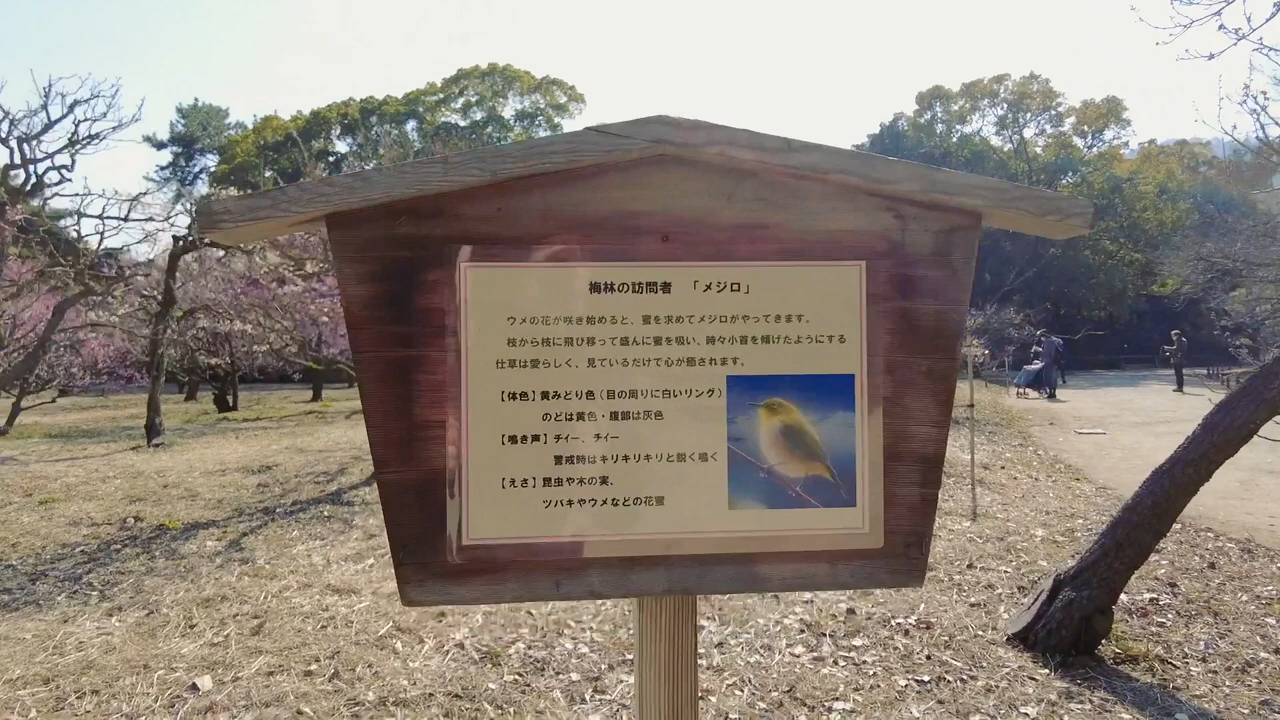 梅林の訪問者 「メジロ」
ウメの花が咲き始めると、蜜を求めてメジロがやってきます。
枝から枝に飛び移って盛んに蜜を吸い、時々小首を傾げたようにする
仕草は愛らしく、見ているだけで心が癒されます。
【体色】黄みどり色（目の周りに白いリング）
のどは黄色・腹部は灰色
【鳴き声】チイー、チイー
警戒時はキリキリキリと鋭く鳴く
【えさ】昆虫や木の実、
ツバキやウメなどの花蜜